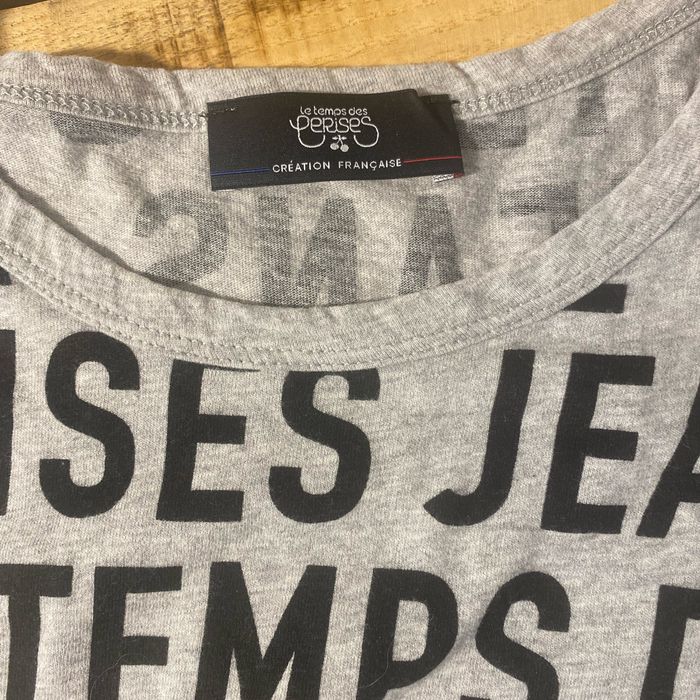 Le temps des
Cerises
CRÉATION FRANÇAISE
ISES JEA
TEMPS D